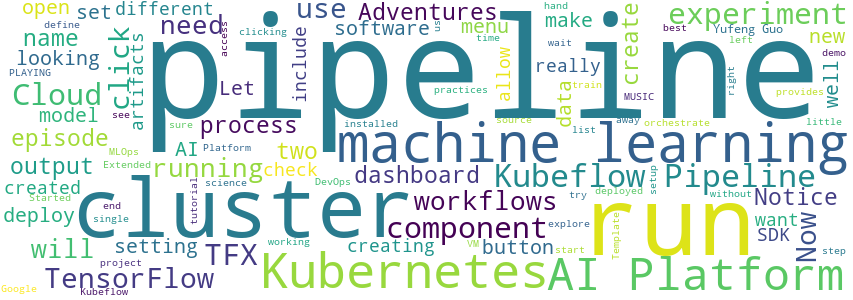 open
define
set
different
need
use
Adventures
software
menu
hand
time
make
us
experiment
best
Yufeng Guo
left
new
demo
name
looking
PLAYING
click
see
artifacts
access
clicking
pipeline
include
Let
allow
really
wait
create
MUSIC
right
provides
well
Cloud
model
sure
process
installed
practices
source
data
train
list
away
orchestrate
little
episode
MLOps
AI
Platform
two
machine learning
output
Extended
running
check
dashboard
Kubeflow Pipeline
created
Started
science
DevOps
try
deployed
setup
without
Notice
deploy
end
single
tutorial
cluster
workflows
component
explore
run
Template
want
SDK
Now
will
setting
TFX
working
creating
VM
button
start
step
project
TensorFlow
Kubeflow
Google
Kubernetes
AI Platform